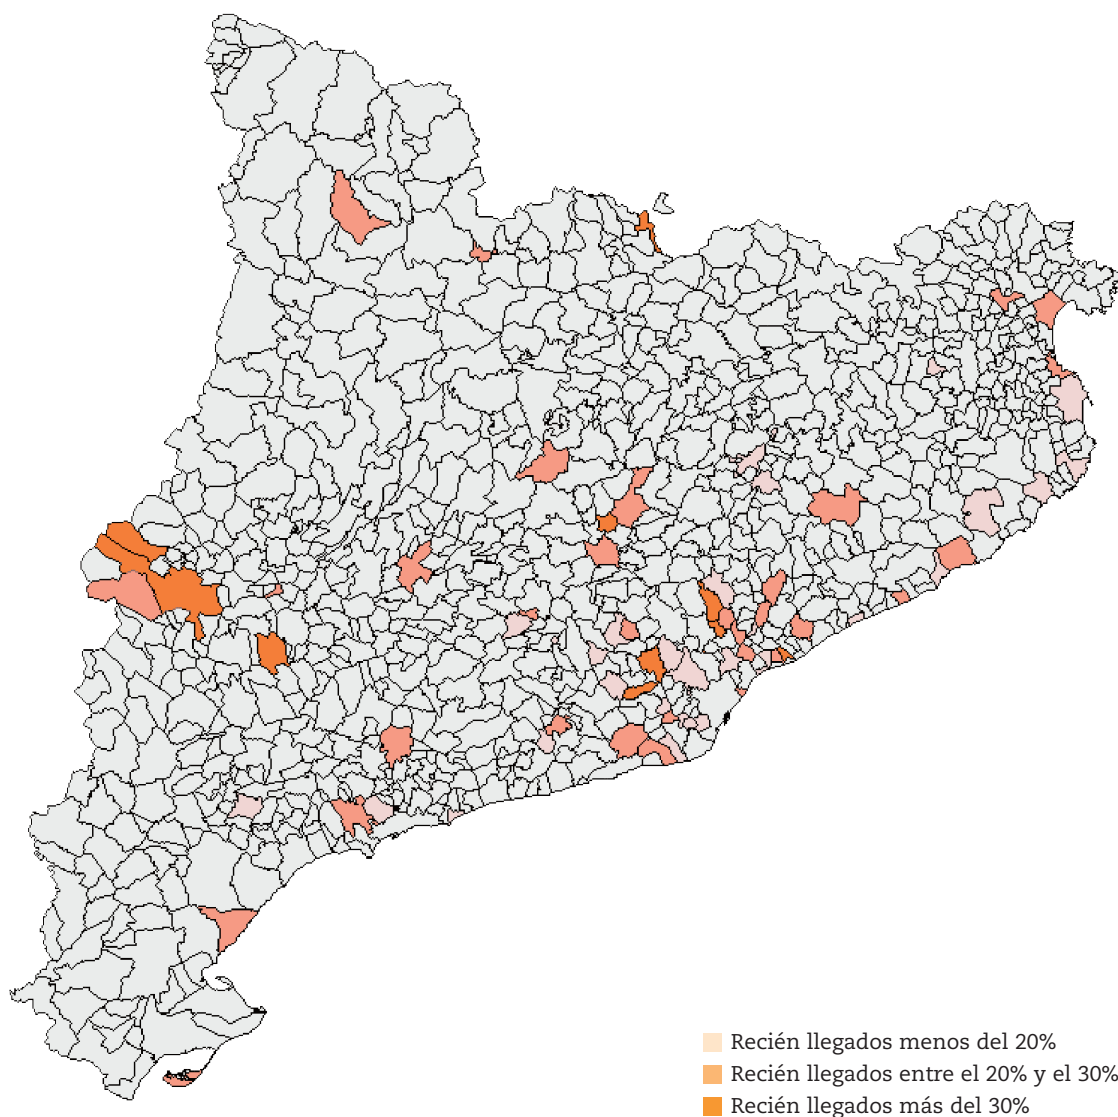 Recién llegados menos del 20%
Recién llegados entre el 20% y el 30%
Recién llegados más del 30%